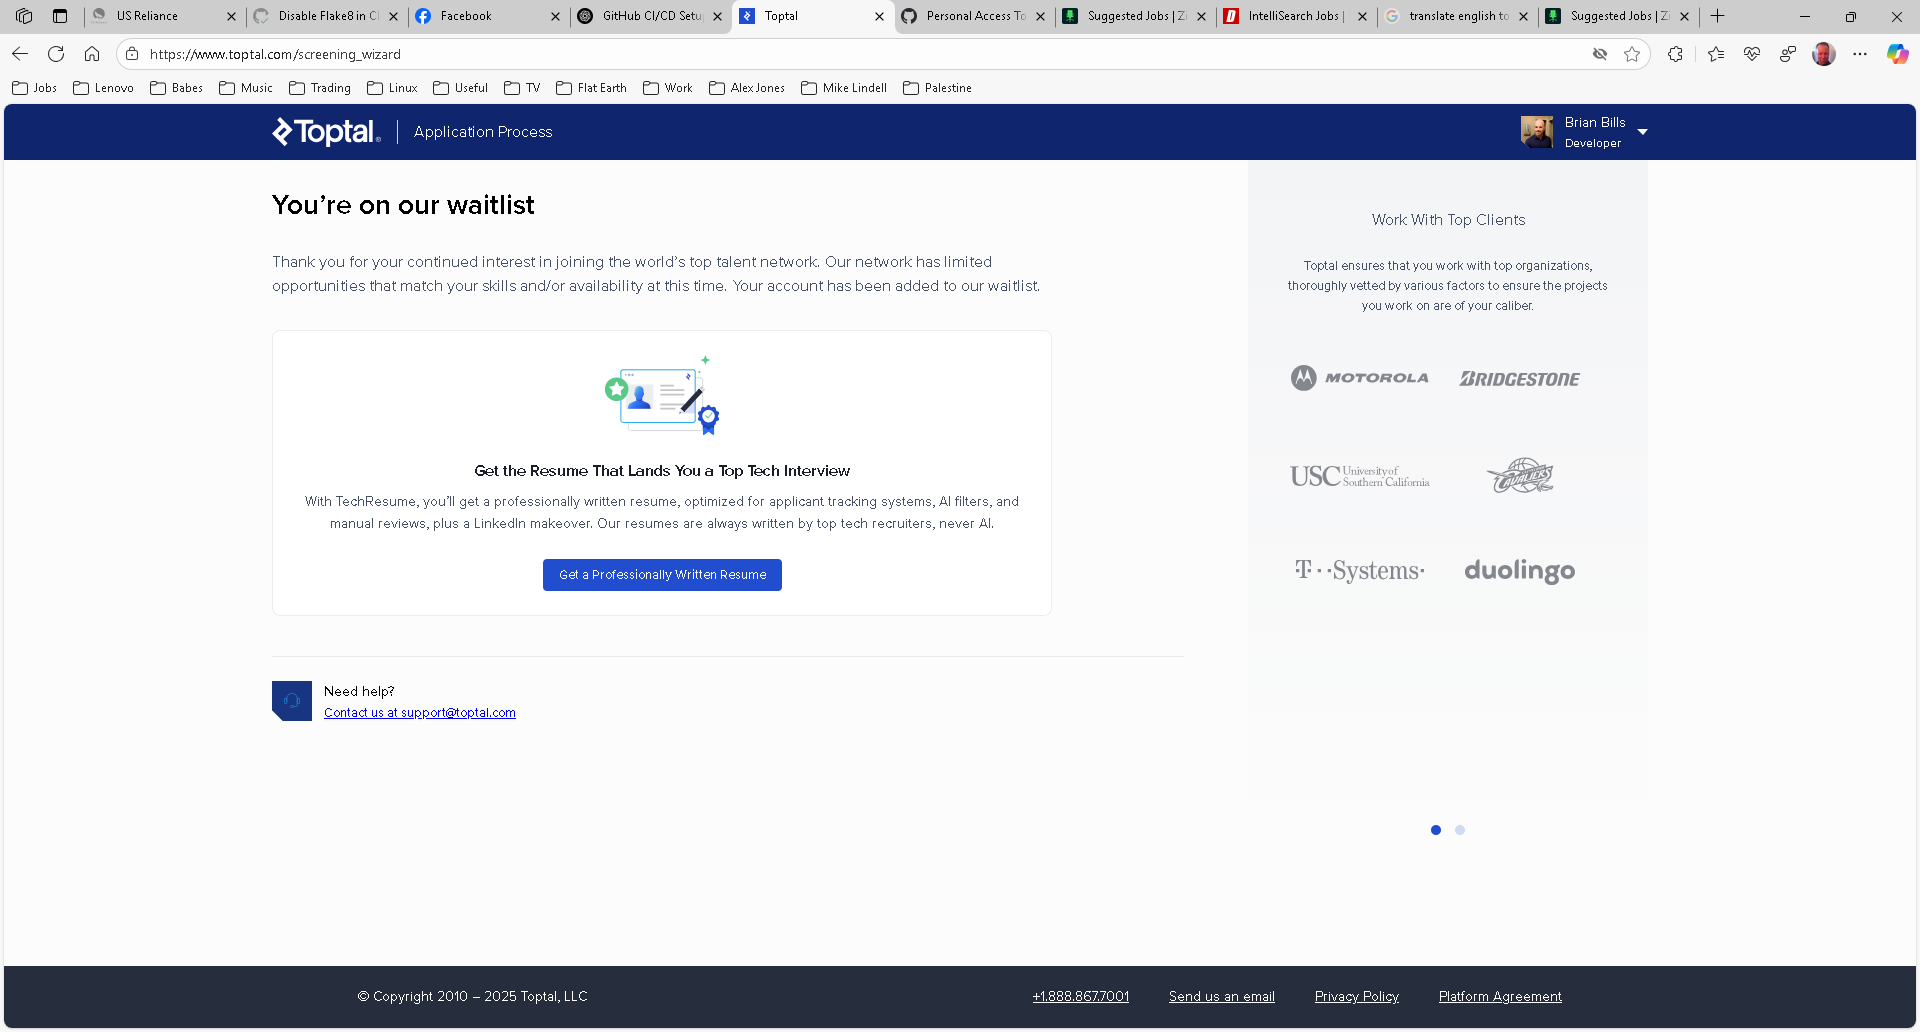 US Reliance
Disable Flake8 in C
Facebook
GitHub CI/CD Setup
Toptal
Personal Access To
Suggested Jobs | Zi
IntelliSearch Jobs |
translate english to
Suggested Jobs | Zi
https://www.toptal.com/screening_wizard
Jobs
Lenovo
Babes
Music
Trading
Linux
Useful
TV
Flat Earth
Work
Alex Jones
Mike Lindell
Palestine
Toptal
Application Process
Brian Bills
Developer
You’re on our waitlist
Thank you for your continued interest in joining the world’s top talent network. Our network has limited
opportunities that match your skills and/or availability at this time. Your account has been added to our waitlist.
Get the Resume That Lands You a Top Tech Interview
With TechResume, you’ll get a professionally written resume, optimized for applicant tracking systems, AI filters, and
manual reviews, plus a LinkedIn makeover. Our resumes are always written by top tech recruiters, never AI.
Get a Professionally Written Resume
Need help?
Contact us at support@toptal.com
Work With Top Clients
Toptal ensures that you work with top organizations,
thoroughly vetted by various factors to ensure the projects
you work on are of your caliber.
MOTOROLA
BRIDGESTONE
USC University of
Southern California
CAVALIERS
T··Systems·
duolingo
© Copyright 2010 – 2025 Toptal, LLC
+1.888.867.7001
Send us an email
Privacy Policy
Platform Agreement